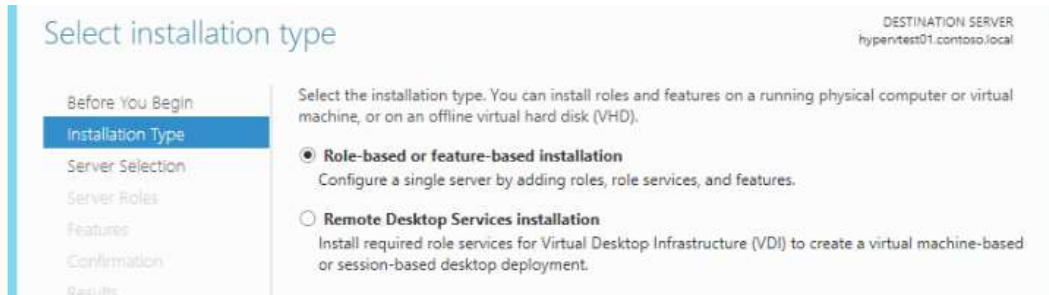 Select installation type
DESTINATION SERVER
hypervtest01.contoso.local
Before You Begin
Installation Type
Server Selection
Server Roles
Features
Confirmation
Results
Select the installation type. You can install roles and features on a running physical computer or virtual
machine, or on an offline virtual hard disk (VHD).
Role-based or feature-based installation
Configure a single server by adding roles, role services, and features.
Remote Desktop Services installation
Install required role services for Virtual Desktop Infrastructure (VDI) to create a virtual machine-based
or session-based desktop deployment.